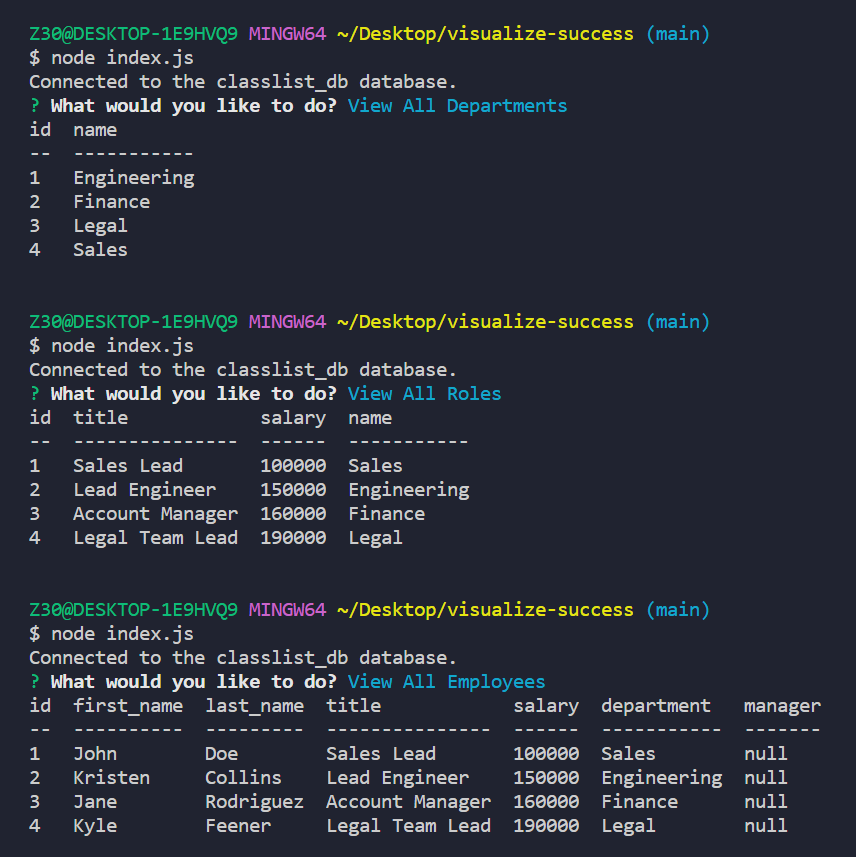 Z30@DESKTOP-1E9HVQ9 MINGW64 ~/Desktop/visualize-success (main)
$ node index.js
Connected to the classlist_db database.
? What would you like to do? View All Departments
id  name
--  -----------
1   Engineering
2   Finance
3   Legal
4   Sales
Z30@DESKTOP-1E9HVQ9 MINGW64 ~/Desktop/visualize-success (main)
$ node index.js
Connected to the classlist_db database.
? What would you like to do? View All Roles
id  title            salary  name
--  ---------------  ------  -----------
1   Sales Lead       100000  Sales
2   Lead Engineer    150000  Engineering
3   Account Manager  160000  Finance
4   Legal Team Lead  190000  Legal
Z30@DESKTOP-1E9HVQ9 MINGW64 ~/Desktop/visualize-success (main)
$ node index.js
Connected to the classlist_db database.
? What would you like to do? View All Employees
id  first_name  last_name  title            salary  department   manager
--  ----------  ---------  ---------------  ------  -----------  -------
1   John        Doe        Sales Lead       100000  Sales        null
2   Kristen     Collins    Lead Engineer    150000  Engineering  null
3   Jane        Rodriguez  Account Manager  160000  Finance      null
4   Kyle        Feener     Legal Team Lead  190000  Legal        null